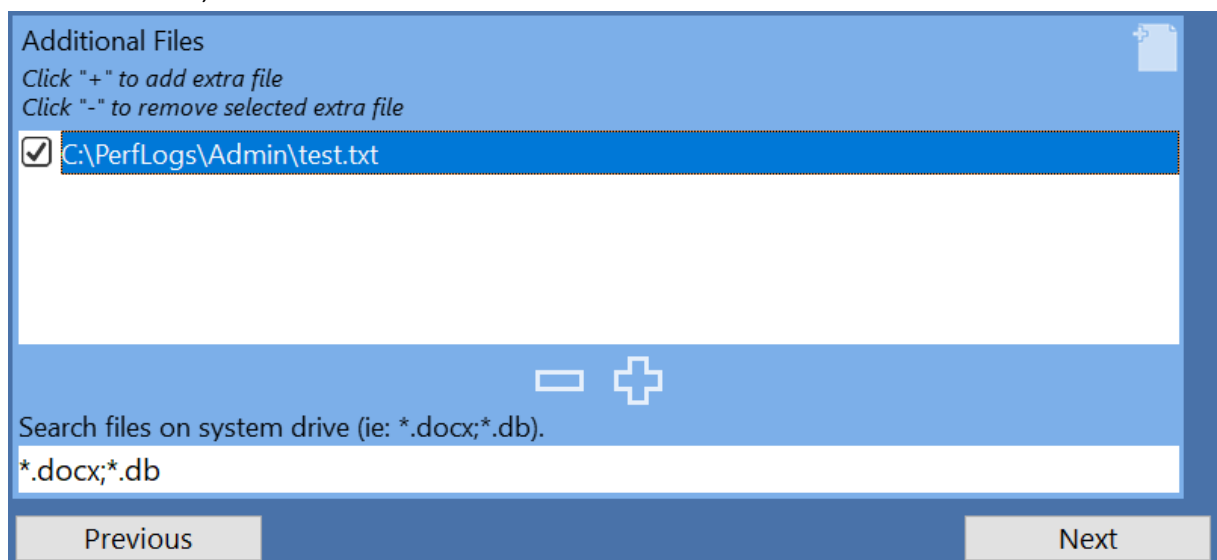 Additional Files
Click "+" to add extra file
Click "-" to remove selected extra file
C:\PerfLogs\Admin\test.txt
Search files on system drive (ie: *.docx;*.db).
*.docx;*.db
Previous
Next